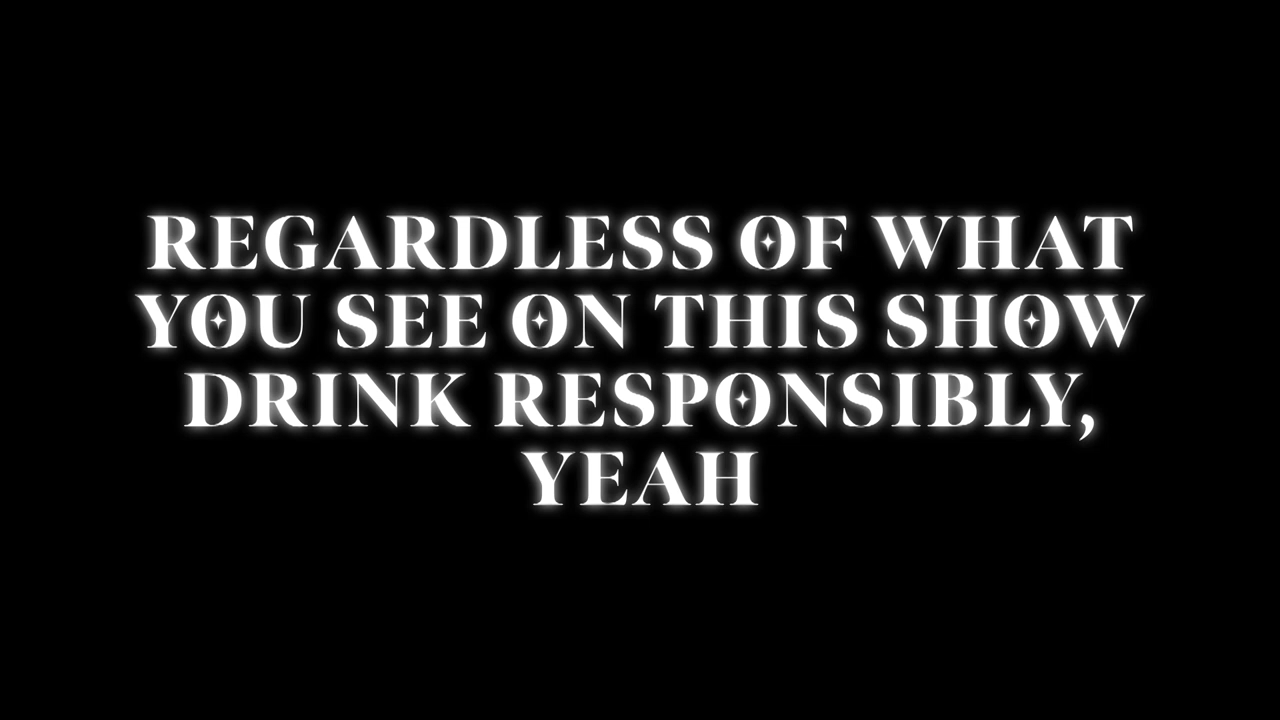 REGARDLESS OF WHAT
YOU SEE ON THIS SHOW
DRINK RESPONSIBLY,
YEAH